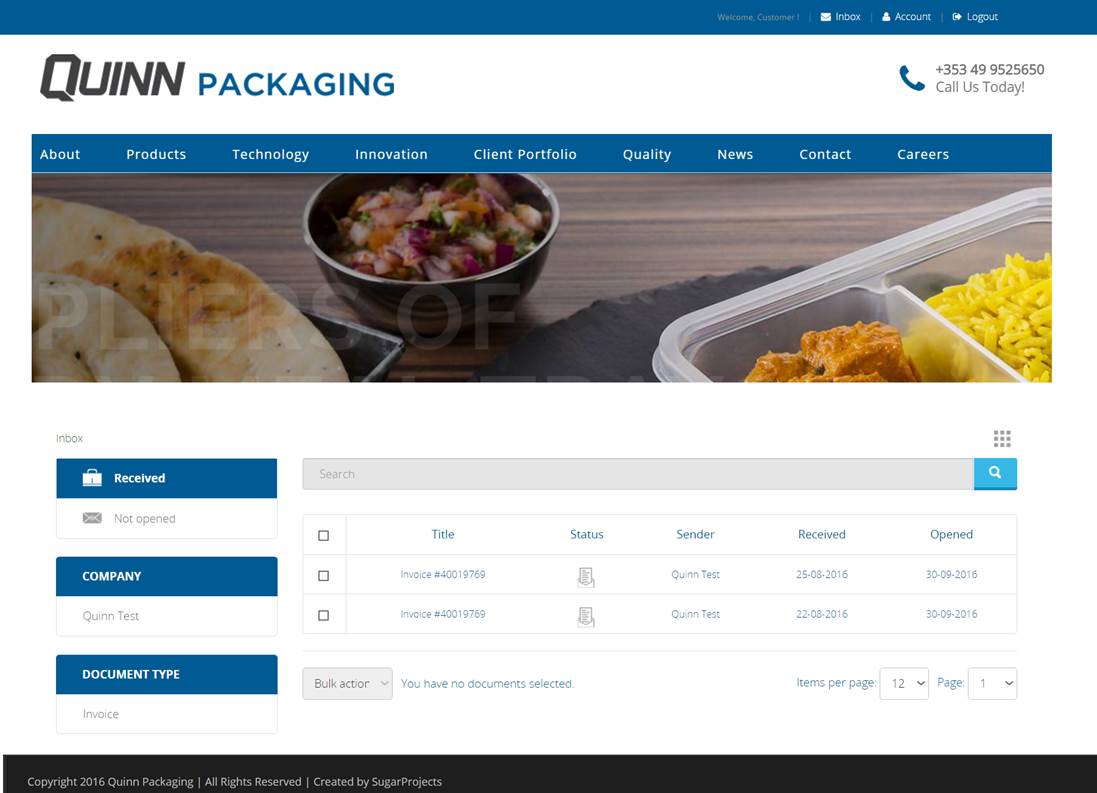 Welcome, Customer ! | Inbox | Account | Logout
QUINN PACKAGING
+353 49 9525650
Call Us Today!
About Products Technology Innovation Client Portfolio Quality News Contact Careers
PLIERS OF
Inbox
Received
Not opened
COMPANY
Quinn Test
DOCUMENT TYPE
Invoice
Search
Title Status Sender Received Opened
Invoice #40019769 Quinn Test 25-08-2016 30-09-2016
Invoice #40019769 Quinn Test 22-08-2016 30-09-2016
Bulk action You have no documents selected. Items per page: 12 Page: 1
Copyright 2016 Quinn Packaging | All Rights Reserved | Created by SugarProjects